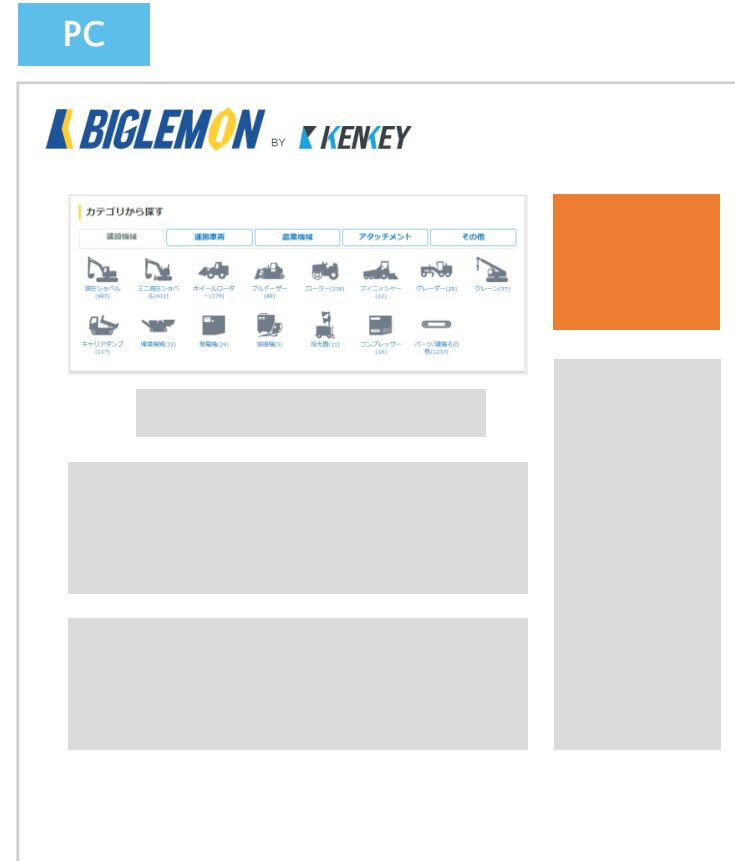 PC
BIGLEMON BY KENKEY
カテゴリから探す
建設機械 運搬車両 農業機械 アタッチメント その他
油圧ショベル ミニ油圧ショベ ホイールローダ ブルドーザー ローラー(136) フィニッシャー グレーダー(29) クレーン(37)
(685) ル(431) ー(279) (88) (12)
キャリアダンプ 環境機械(35) 発電機(29) 溶接機(5) 投光器(11) コンプレッサー パーツ/建機その
(117) (16) 他(1232)